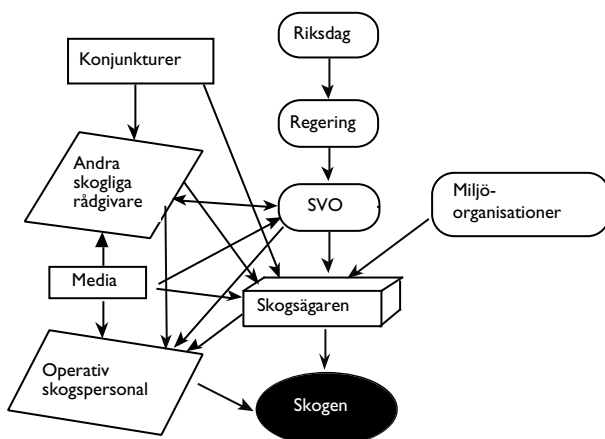 Riksdag
Konjunkturer
Regering
Andra
skogliga
rådgivare
SVO
Miljö-
organisationer
Media
Skogsägaren
Operativ
skogspersonal
Skogen